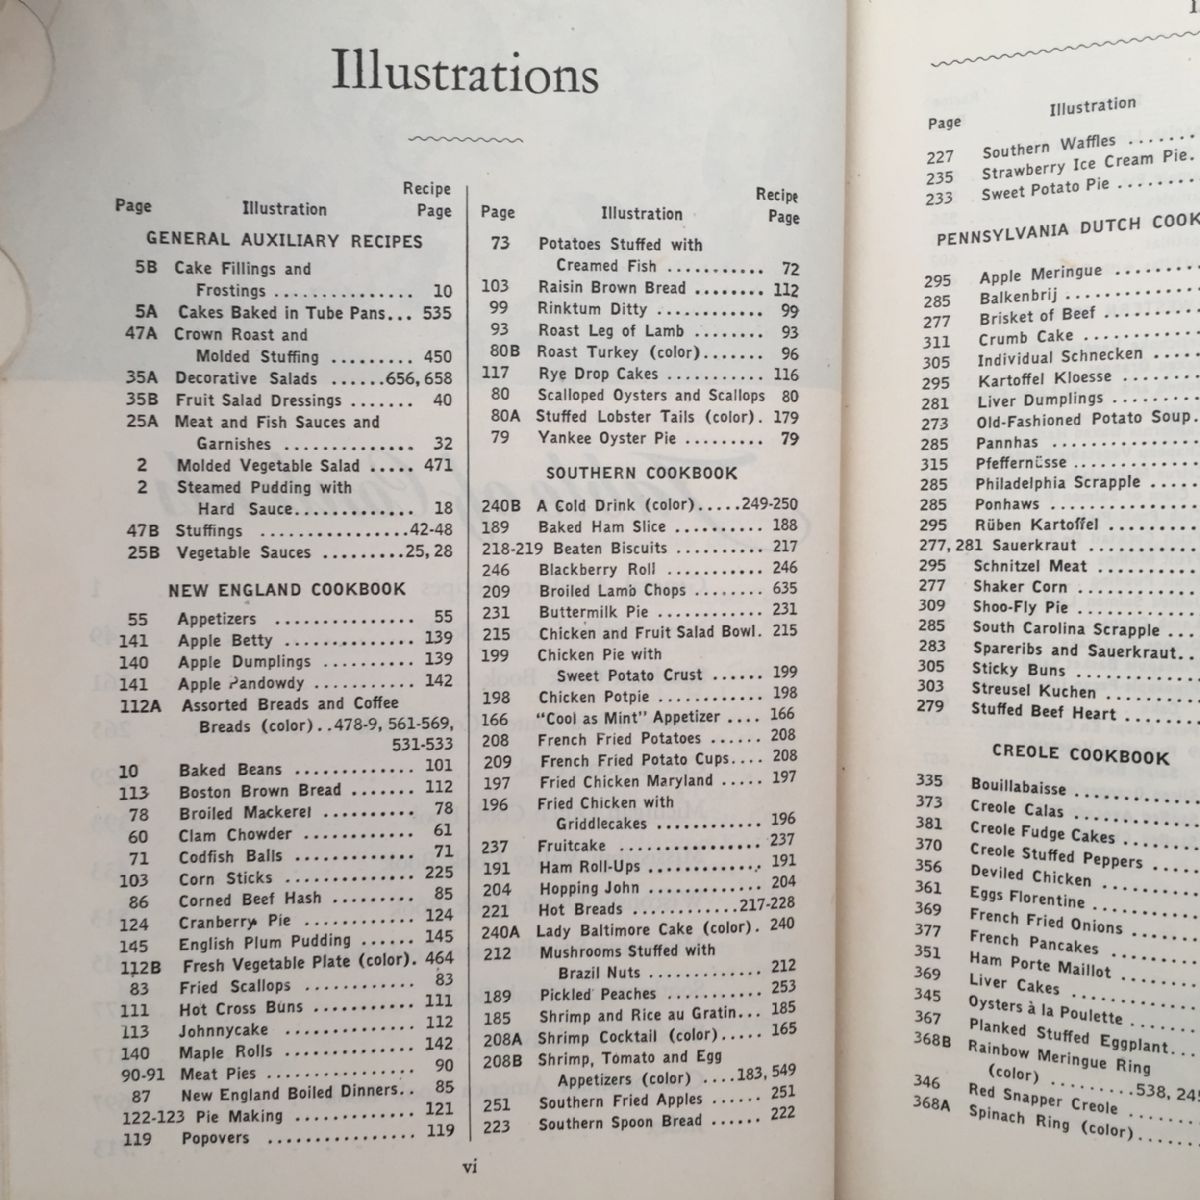 Illustrations
Page Illustration Recipe Page
GENERAL AUXILIARY RECIPES
5B Cake Fillings and
Frostings ............... 10
5A Cakes Baked in Tube Pans... 535
47A Crown Roast and
Molded Stuffing ......... 450
35A Decorative Salads ......656, 658
35B Fruit Salad Dressings ....... 40
25A Meat and Fish Sauces and
Garnishes .............. 32
2 Molded Vegetable Salad ..... 471
2 Steamed Pudding with
Hard Sauce............. 18
47B Stuffings ................42-48
25B Vegetable Sauces .........25, 28
NEW ENGLAND COOKBOOK
55 Appetizers ............... 55
141 Apple Betty .............. 139
140 Apple Dumplings ........... 139
141 Apple Pandowdy ........... 142
112A Assorted Breads and Coffee
Breads (color)..478-9, 561-569,
531-533
10 Baked Beans ............. 101
113 Boston Brown Bread ........ 112
78 Broiled Mackerel .......... 78
60 Clam Chowder ............ 61
71 Codfish Balls ............. 71
103 Corn Sticks .............. 225
86 Corned Beef Hash ......... 85
124 Cranberry Pie ............ 124
145 English Plum Pudding ...... 145
112B Fresh Vegetable Plate (color). 464
83 Fried Scallops ............ 83
111 Hot Cross Buns ........... 111
113 Johnnycake .............. 112
140 Maple Rolls .............. 142
90-91 Meat Pies ............... 90
87 New England Boiled Dinners.. 85
122-123 Pie Making ............. 121
119 Popovers ................ 119
Page Illustration Recipe Page
73 Potatoes Stuffed with
Creamed Fish ........... 72
103 Raisin Brown Bread ........ 112
99 Rinktum Ditty ............ 99
93 Roast Leg of Lamb ........ 93
80B Roast Turkey (color)....... 96
117 Rye Drop Cakes ........... 116
80 Scalloped Oysters and Scallops 80
80A Stuffed Lobster Tails (color). 179
79 Yankee Oyster Pie ......... 79
SOUTHERN COOKBOOK
240B A Cold Drink (color).....249-250
189 Baked Ham Slice .......... 188
218-219 Beaten Biscuits .......... 217
246 Blackberry Roll ........... 246
209 Broiled Lamb Chops ........ 635
231 Buttermilk Pie ............ 231
215 Chicken and Fruit Salad Bowl. 215
199 Chicken Pie with
Sweet Potato Crust ...... 199
198 Chicken Potpie ............ 198
166 “Cool as Mint” Appetizer .... 166
208 French Fried Potatoes ...... 208
209 French Fried Potato Cups.... 208
197 Fried Chicken Maryland ..... 197
196 Fried Chicken with
Griddlecakes ............ 196
237 Fruitcake ................ 237
191 Ham Roll-Ups ............. 191
204 Hopping John ............. 204
221 Hot Breads ............217-228
240A Lady Baltimore Cake (color). 240
212 Mushrooms Stuffed with
Brazil Nuts ............. 212
189 Pickled Peaches ........... 253
185 Shrimp and Rice au Gratin... 185
208A Shrimp Cocktail (color)..... 165
208B Shrimp, Tomato and Egg
Appetizers (color) ....183, 549
251 Southern Fried Apples ...... 251
223 Southern Spoon Bread ...... 222
vi
Page Illustration
227 Southern Waffles .......
235 Strawberry Ice Cream Pie.
233 Sweet Potato Pie ........
PENNSYLVANIA DUTCH COOK
295 Apple Meringue ........
285 Balkenbrij ............
277 Brisket of Beef ........
311 Crumb Cake ..........
305 Individual Schnecken ....
295 Kartoffel Kloesse .......
281 Liver Dumplings ........
273 Old-Fashioned Potato Soup.
285 Pannhas .............
315 Pfeffernüsse ..........
285 Philadelphia Scrapple ....
285 Ponhaws .............
295 Rüben Kartoffel ........
277, 281 Sauerkraut .........
295 Schnitzel Meat .........
277 Shaker Corn ..........
309 Shoo-Fly Pie ..........
285 South Carolina Scrapple ...
283 Spareribs and Sauerkraut..
305 Sticky Buns ...........
303 Streusel Kuchen ........
279 Stuffed Beef Heart ......
CREOLE COOKBOOK
335 Bouillabaisse ..........
373 Creole Calas ..........
381 Creole Fudge Cakes ......
370 Creole Stuffed Peppers ....
356 Deviled Chicken ........
361 Eggs Florentine ........
369 French Fried Onions .....
377 French Pancakes .......
351 Ham Porte Maillot ......
369 Liver Cakes ..........
345 Oysters à la Poulette .....
367 Planked Stuffed Eggplant...
368B Rainbow Meringue Ring
(color) .........538, 245
346 Red Snapper Creole ......
368A Spinach Ring (color)......